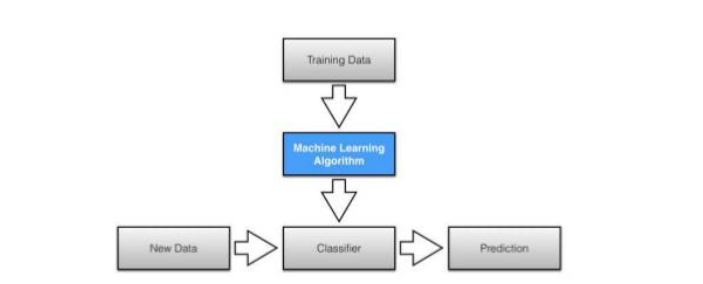 Training Data
Machine Learning
Algorithm
New Data
Classifier
Prediction